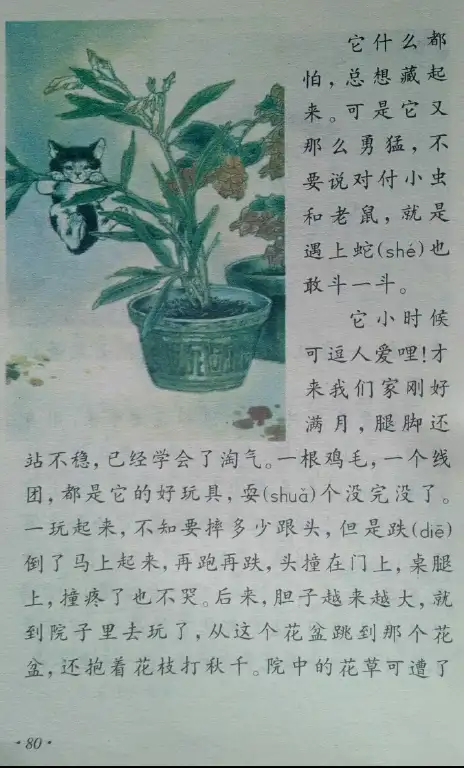 它什么都
怕，总想藏起
来。可是它又
那么勇猛，不
要说对付小虫
和老鼠，就是
遇上蛇(shé)也
敢斗一斗。
它小时候
可逗人爱哩！才
来我们家刚好
满月，腿脚还
站不稳，已经学会了淘气。一根鸡毛，一个线
团，都是它的好玩具，耍(shuǎ)个没完没了。
一玩起来，不知要摔多少跟头，但是跌(diē)
倒了马上起来，再跑再跌，头撞在门上，桌腿
上，撞疼了也不哭。后来，胆子越来越大，就
到院子里去玩了，从这个花盆跳到那个花
盆，还抱着花枝打秋千。院中的花草可遭了
·80·